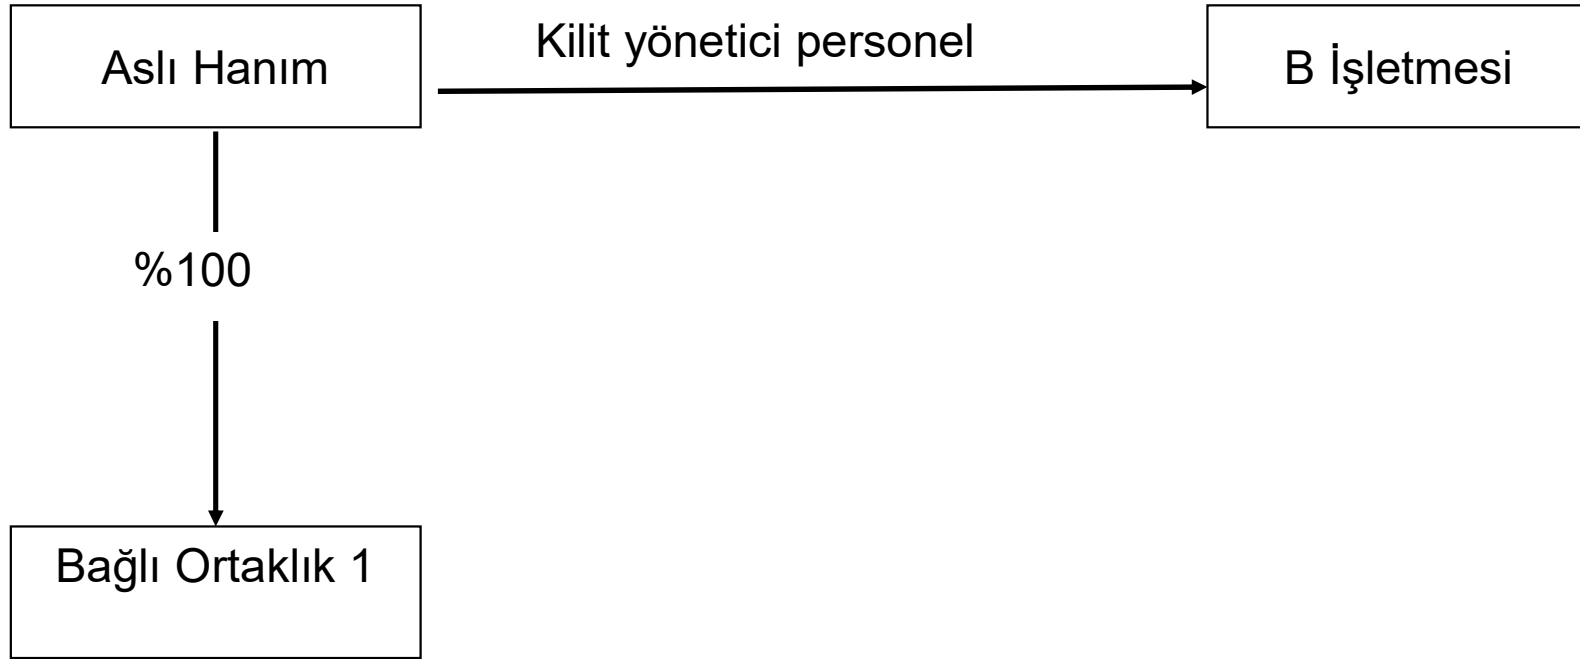 Aslı Hanım
Kilit yönetici personel
B İşletmesi
%100
Bağlı Ortaklık 1